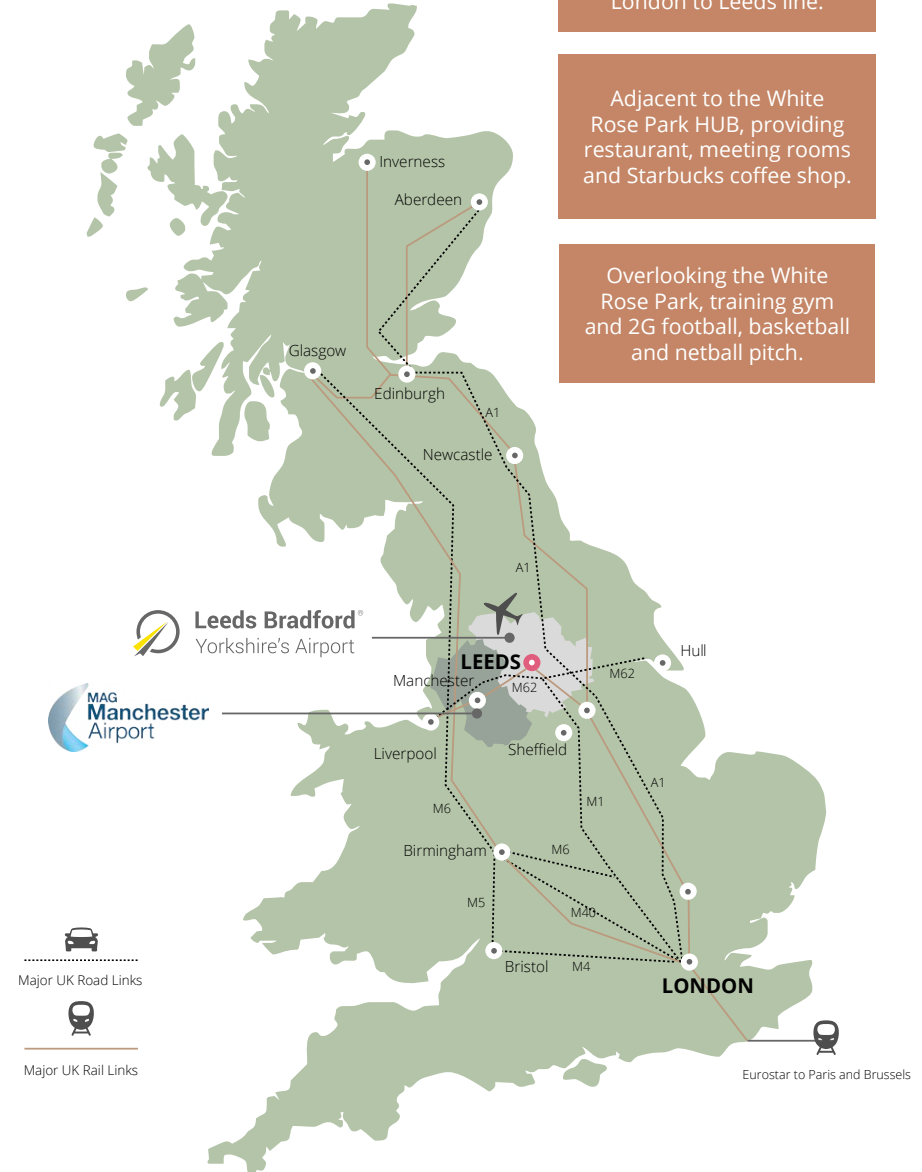 London to Leeds line.
Adjacent to the White
Rose Park HUB, providing
restaurant, meeting rooms
and Starbucks coffee shop.
Overlooking the White
Rose Park, training gym
and 2G football, basketball
and netball pitch.
Inverness
Aberdeen
Glasgow
Edinburgh
A1
Newcastle
A1
Leeds Bradford®
Yorkshire's Airport
LEEDS
Hull
Manchester
M62
M62
MAG
Manchester
Airport
Liverpool
Sheffield
A1
M6
M1
Birmingham
M6
M5
M40
Bristol
M4
LONDON
Major UK Road Links
Major UK Rail Links
Eurostar to Paris and Brussels